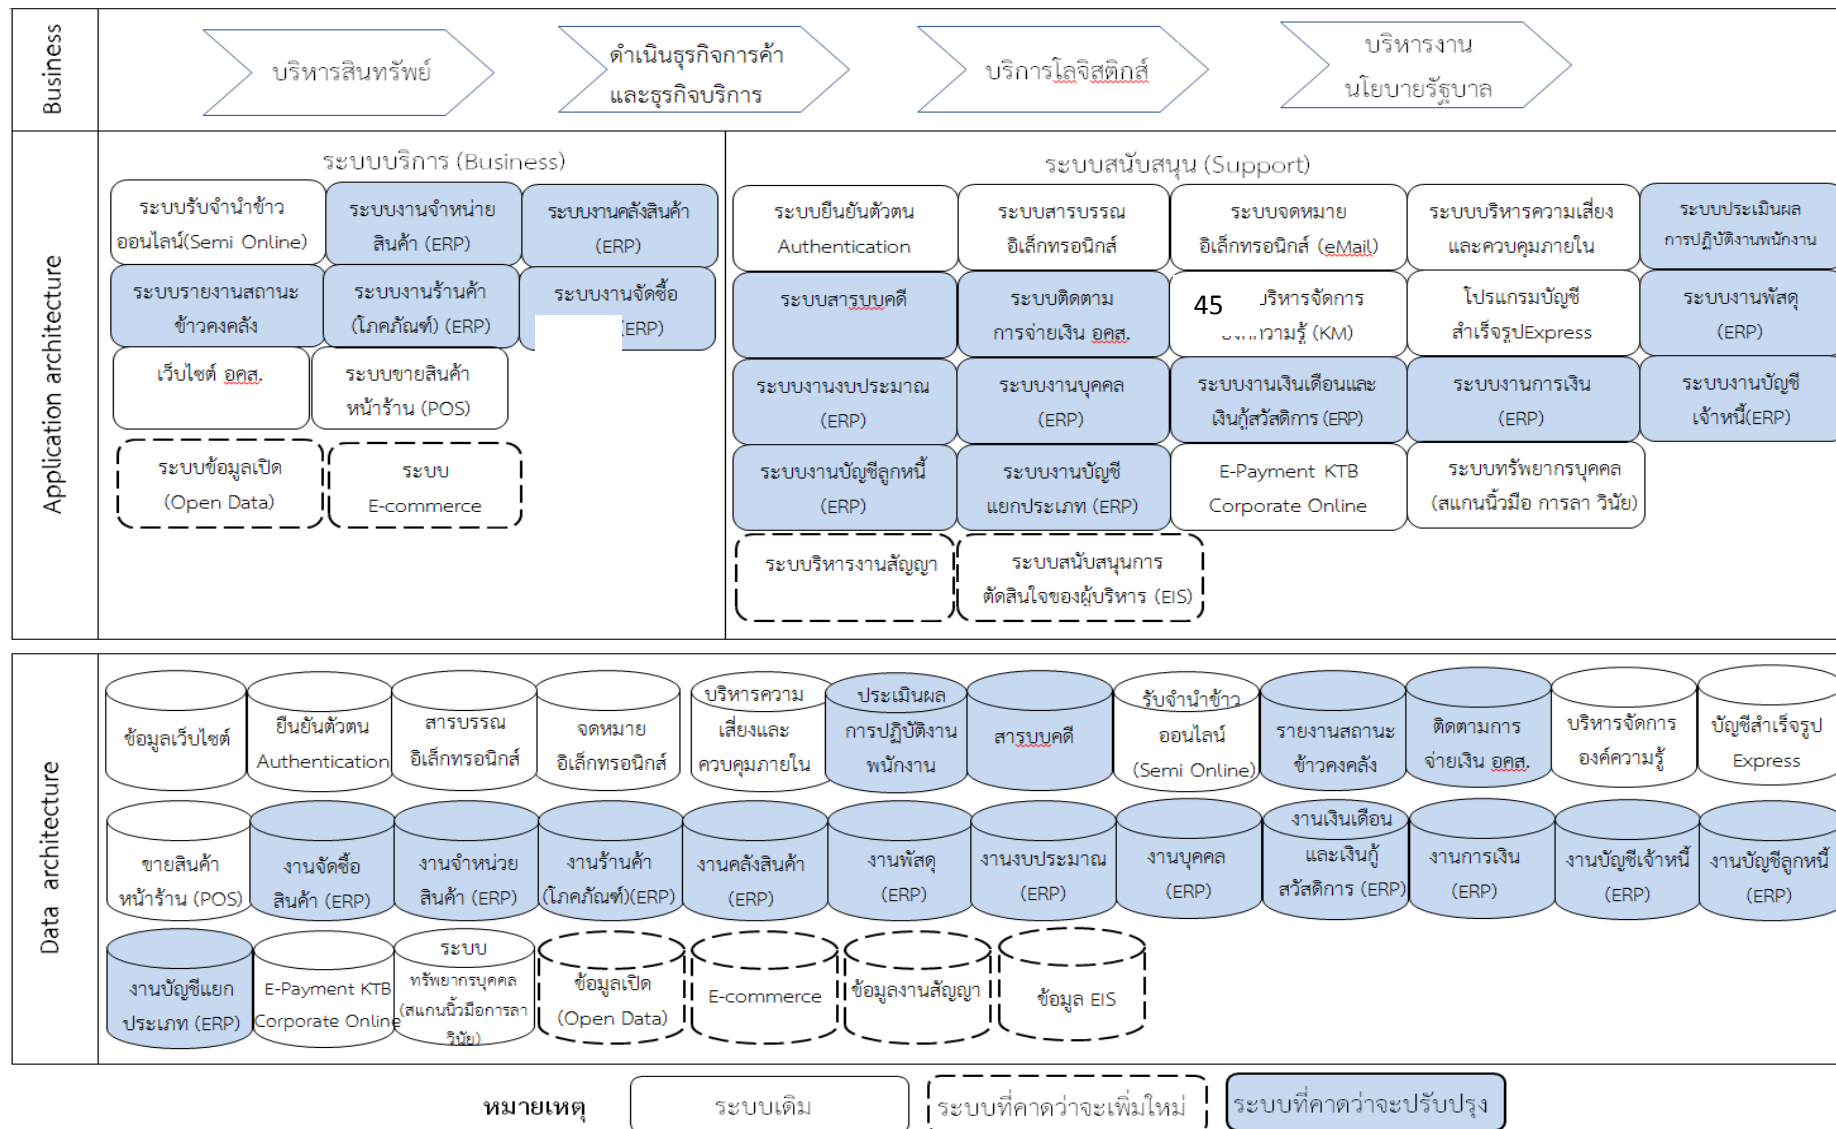 Business
บริหารสินทรัพย์
ดำเนินธุรกิจการค้า
และธุรกิจบริการ
บริการโลจิสติกส์
บริหารงาน
นโยบายรัฐบาล
Application architecture
ระบบบริการ (Business)
ระบบรับจำนำข้าว
ออนไลน์(Semi Online)
ระบบงานจำหน่าย
สินค้า (ERP)
ระบบงานคลังสินค้า
(ERP)
ระบบรายงานสถานะ
ข้าวคงคลัง
ระบบงานร้านค้า
(โภคภัณฑ์) (ERP)
ระบบงานจัดซื้อ
(ERP)
เว็บไซต์ อคส.
ระบบขายสินค้า
หน้าร้าน (POS)
ระบบข้อมูลเปิด
(Open Data)
ระบบ
E-commerce
ระบบสนับสนุน (Support)
ระบบยืนยันตัวตน
Authentication
ระบบสารบรรณ
อิเล็กทรอนิกส์
ระบบจดหมาย
อิเล็กทรอนิกส์ (eMail)
ระบบบริหารความเสี่ยง
และควบคุมภายใน
ระบบประเมินผล
การปฏิบัติงานพนักงาน
ระบบสารบบคดี
ระบบติดตาม
การจ่ายเงิน อคส.
45
บริหารจัดการ
ความรู้ (KM)
โปรแกรมบัญชี
สำเร็จรูปExpress
ระบบงานพัสดุ
(ERP)
ระบบงานงบประมาณ
(ERP)
ระบบงานบุคคล
(ERP)
ระบบงานเงินเดือนและ
เงินกู้สวัสดิการ (ERP)
ระบบงานการเงิน
(ERP)
ระบบงานบัญชี
เจ้าหนี้(ERP)
ระบบงานบัญชีลูกหนี้
(ERP)
ระบบงานบัญชี
แยกประเภท (ERP)
E-Payment KTB
Corporate Online
ระบบทรัพยากรบุคคล
(สแกนนิ้วมือ การลา วินัย)
ระบบบริหารงานสัญญา
ระบบสนับสนุนการ
ตัดสินใจของผู้บริหาร (EIS)
Data architecture
ข้อมูลเว็บไซต์
ยืนยันตัวตน
Authentication
สารบรรณ
อิเล็กทรอนิกส์
จดหมาย
อิเล็กทรอนิกส์
บริหารความ
เสี่ยงและ
ควบคุมภายใน
ประเมินผล
การปฏิบัติงาน
พนักงาน
สารบบคดี
รับจำนำข้าว
ออนไลน์
(Semi Online)
รายงานสถานะ
ข้าวคงคลัง
ติดตามการ
จ่ายเงิน อคส.
บริหารจัดการ
องค์ความรู้
บัญชีสำเร็จรูป
Express
ขายสินค้า
หน้าร้าน (POS)
งานจัดซื้อ
สินค้า (ERP)
งานจำหน่วย
สินค้า (ERP)
งานร้านค้า
(โภคภัณฑ์)(ERP)
งานคลังสินค้า
(ERP)
งานพัสดุ
(ERP)
งานงบประมาณ
(ERP)
งานบุคคล
(ERP)
งานเงินเดือน
และเงินกู้
สวัสดิการ (ERP)
งานการเงิน
(ERP)
งานบัญชีเจ้าหนี้
(ERP)
งานบัญชีลูกหนี้
(ERP)
งานบัญชีแยก
ประเภท (ERP)
E-Payment KTB
Corporate Online
ระบบ
ทรัพยากรบุคคล
(สแกนนิ้วมือการลา
วินัย)
ข้อมูลเปิด
(Open Data)
E-commerce
ข้อมูลงานสัญญา
ข้อมูล EIS
หมายเหตุ
ระบบเดิม
ระบบที่คาดว่าจะเพิ่มใหม่
ระบบที่คาดว่าจะปรับปรุง